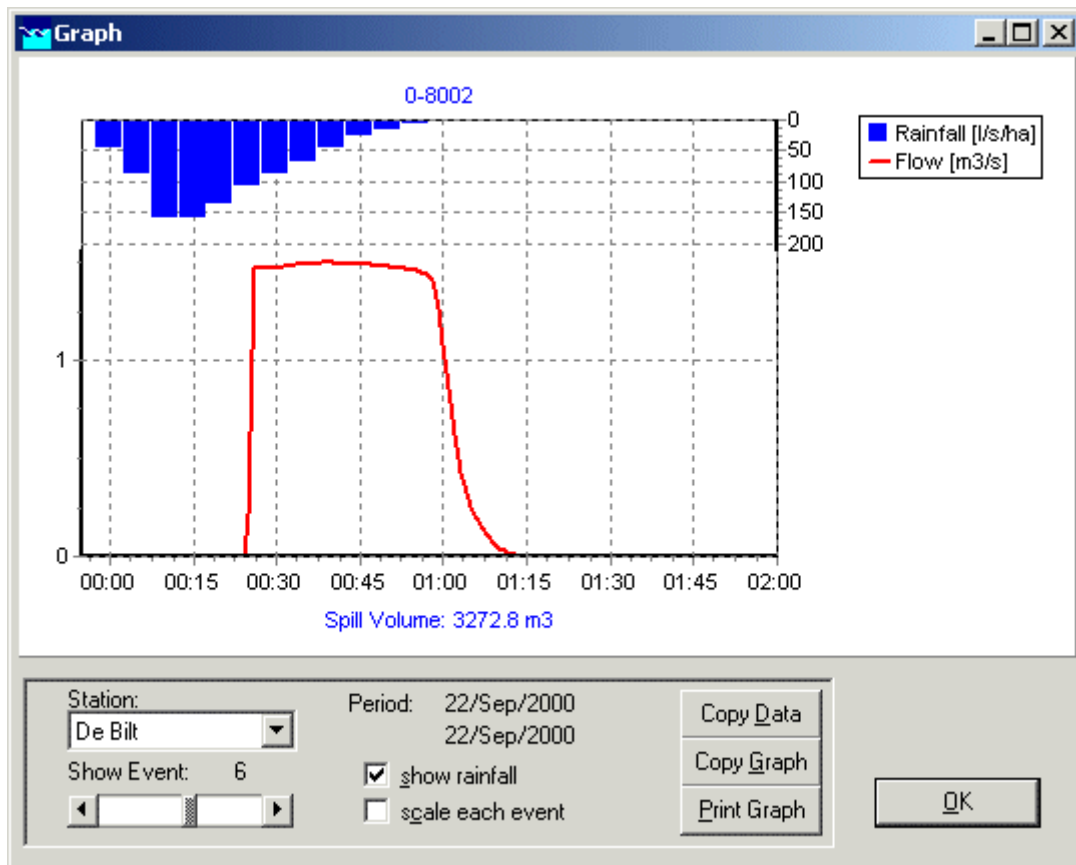 Graph
0-8002
0
50
100
150
200
Rainfall [l/s/ha]
Flow [m3/s]
1
0
00:00 00:15 00:30 00:45 01:00 01:15 01:30 01:45 02:00
Spill Volume: 3272.8 m3
Station:
De Bilt
Show Event: 6
Period: 22/Sep/2000
22/Sep/2000
show rainfall
scale each event
Copy Data
Copy Graph
Print Graph
OK